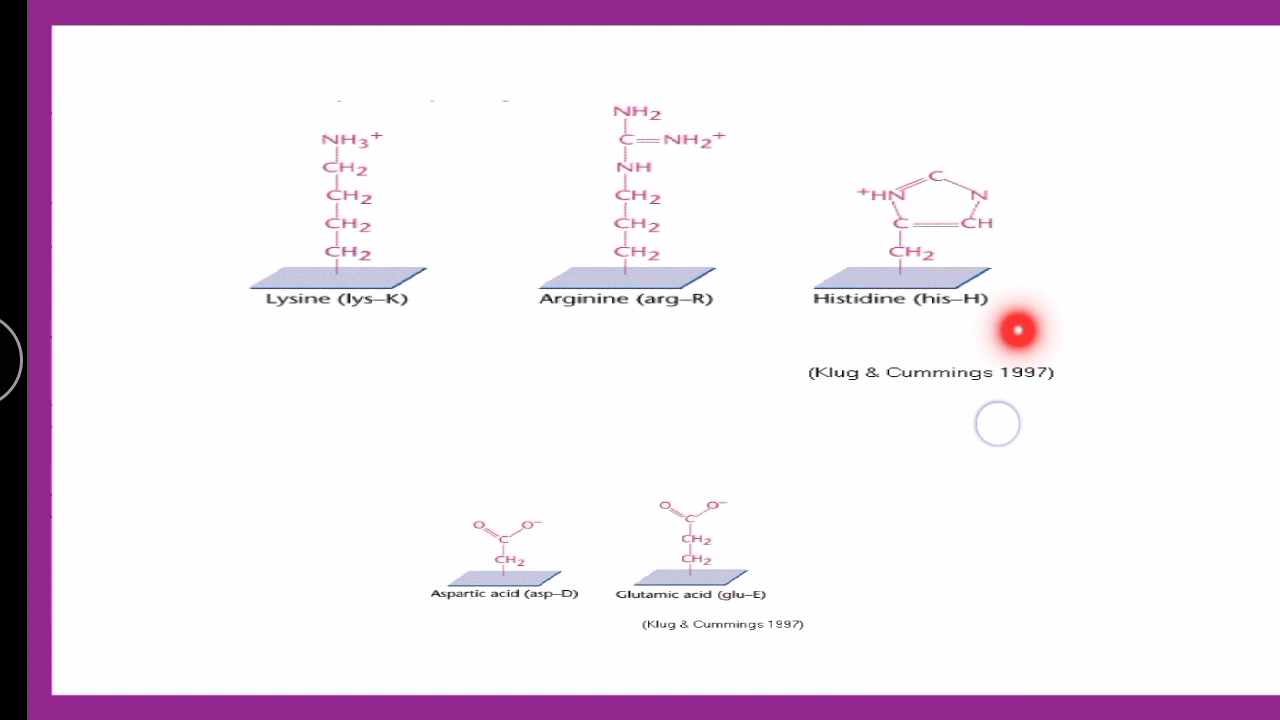 NH2
NH3+ C=NH2+
CH2 NH C
CH2 CH2 +HN N
CH2 CH2 C CH
CH2 CH2 CH2
Lysine (lys–K) Arginine (arg–R) Histidine (his–H)
(Klug & Cummings 1997)
O O–
O O– C
C CH2
CH2 CH2
Aspartic acid (asp–D) Glutamic acid (glu–E)
(Klug & Cummings 1997)